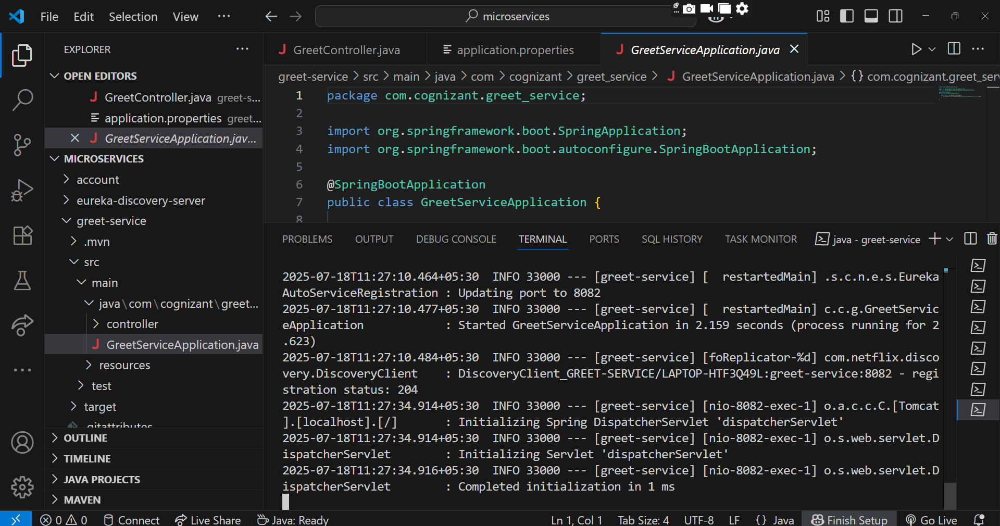 File Edit Selection View ···
microservices
EXPLORER ···
OPEN EDITORS
GreetController.java greet-s...
application.properties greet...
GreetServiceApplication.jav...
MICROSERVICES
account
eureka-discovery-server
greet-service
.mvn
src
main
java\com\cognizant\greet...
controller
GreetServiceApplication.java
resources
test
target
.gitattributes
OUTLINE
TIMELINE
JAVA PROJECTS
MAVEN
GreetController.java application.properties GreetServiceApplication.java
greet-service > src > main > java > com > cognizant > greet_service > GreetServiceApplication.java > {} com.cognizant.greet_serv
1 package com.cognizant.greet_service;
2
3 import org.springframework.boot.SpringApplication;
4 import org.springframework.boot.autoconfigure.SpringBootApplication;
5
6 @SpringBootApplication
7 public class GreetServiceApplication {
8
PROBLEMS OUTPUT DEBUG CONSOLE TERMINAL PORTS SQL HISTORY TASK MONITOR java - greet-service
2025-07-18T11:27:10.464+05:30  INFO 33000 --- [greet-service] [  restartedMain] .s.c.n.e.s.Eureka
AutoServiceRegistration : Updating port to 8082
2025-07-18T11:27:10.477+05:30  INFO 33000 --- [greet-service] [  restartedMain] c.c.g.GreetServic
eApplication            : Started GreetServiceApplication in 2.159 seconds (process running for 2
.623)
2025-07-18T11:27:10.484+05:30  INFO 33000 --- [greet-service] [foReplicator-%d] com.netflix.disco
very.DiscoveryClient    : DiscoveryClient_GREET-SERVICE/LAPTOP-HTF3Q49L:greet-service:8082 - regi
stration status: 204
2025-07-18T11:27:34.914+05:30  INFO 33000 --- [greet-service] [nio-8082-exec-1] o.a.c.c.C.[Tomcat
].[localhost].[/]       : Initializing Spring DispatcherServlet 'dispatcherServlet'
2025-07-18T11:27:34.914+05:30  INFO 33000 --- [greet-service] [nio-8082-exec-1] o.s.web.servlet.D
ispatcherServlet        : Initializing Servlet 'dispatcherServlet'
2025-07-18T11:27:34.916+05:30  INFO 33000 --- [greet-service] [nio-8082-exec-1] o.s.web.servlet.D
ispatcherServlet        : Completed initialization in 1 ms
0 0 Connect Live Share Java: Ready Ln 1, Col 1 Tab Size: 4 UTF-8 LF {} Java Finish Setup Go Live